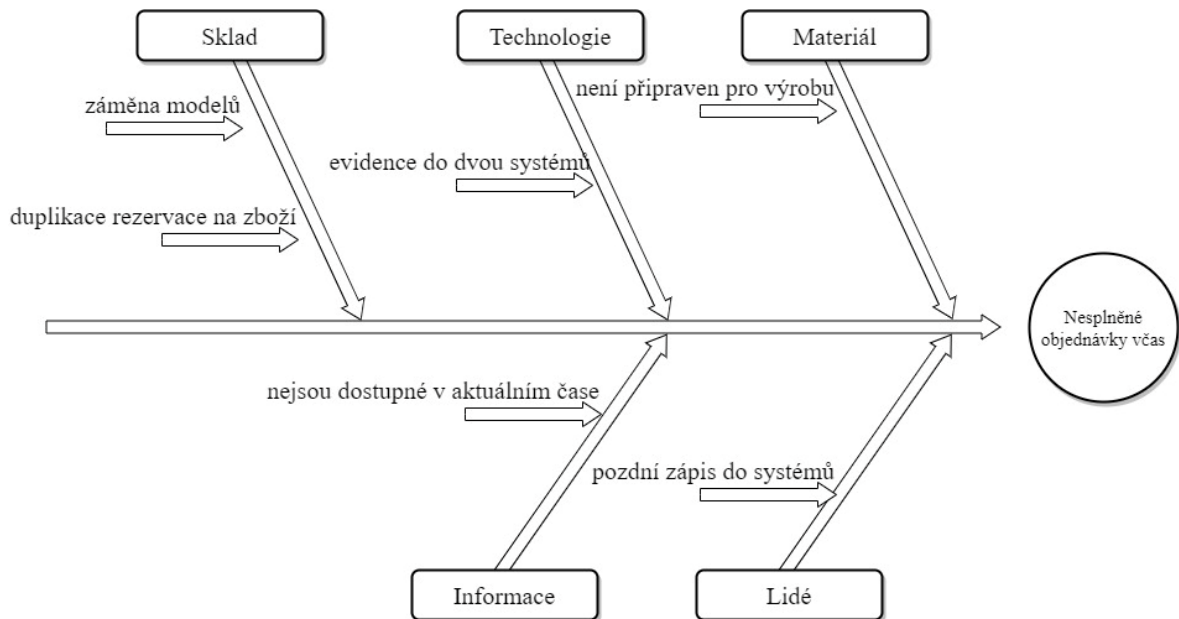 Sklad
Technologie
Materiál
záměna modelů
není připraven pro výrobu
evidence do dvou systémů
duplikace rezervace na zboží
Nesplněné
objednávky včas
nejsou dostupné v aktuálním čase
pozdní zápis do systémů
Informace
Lidé